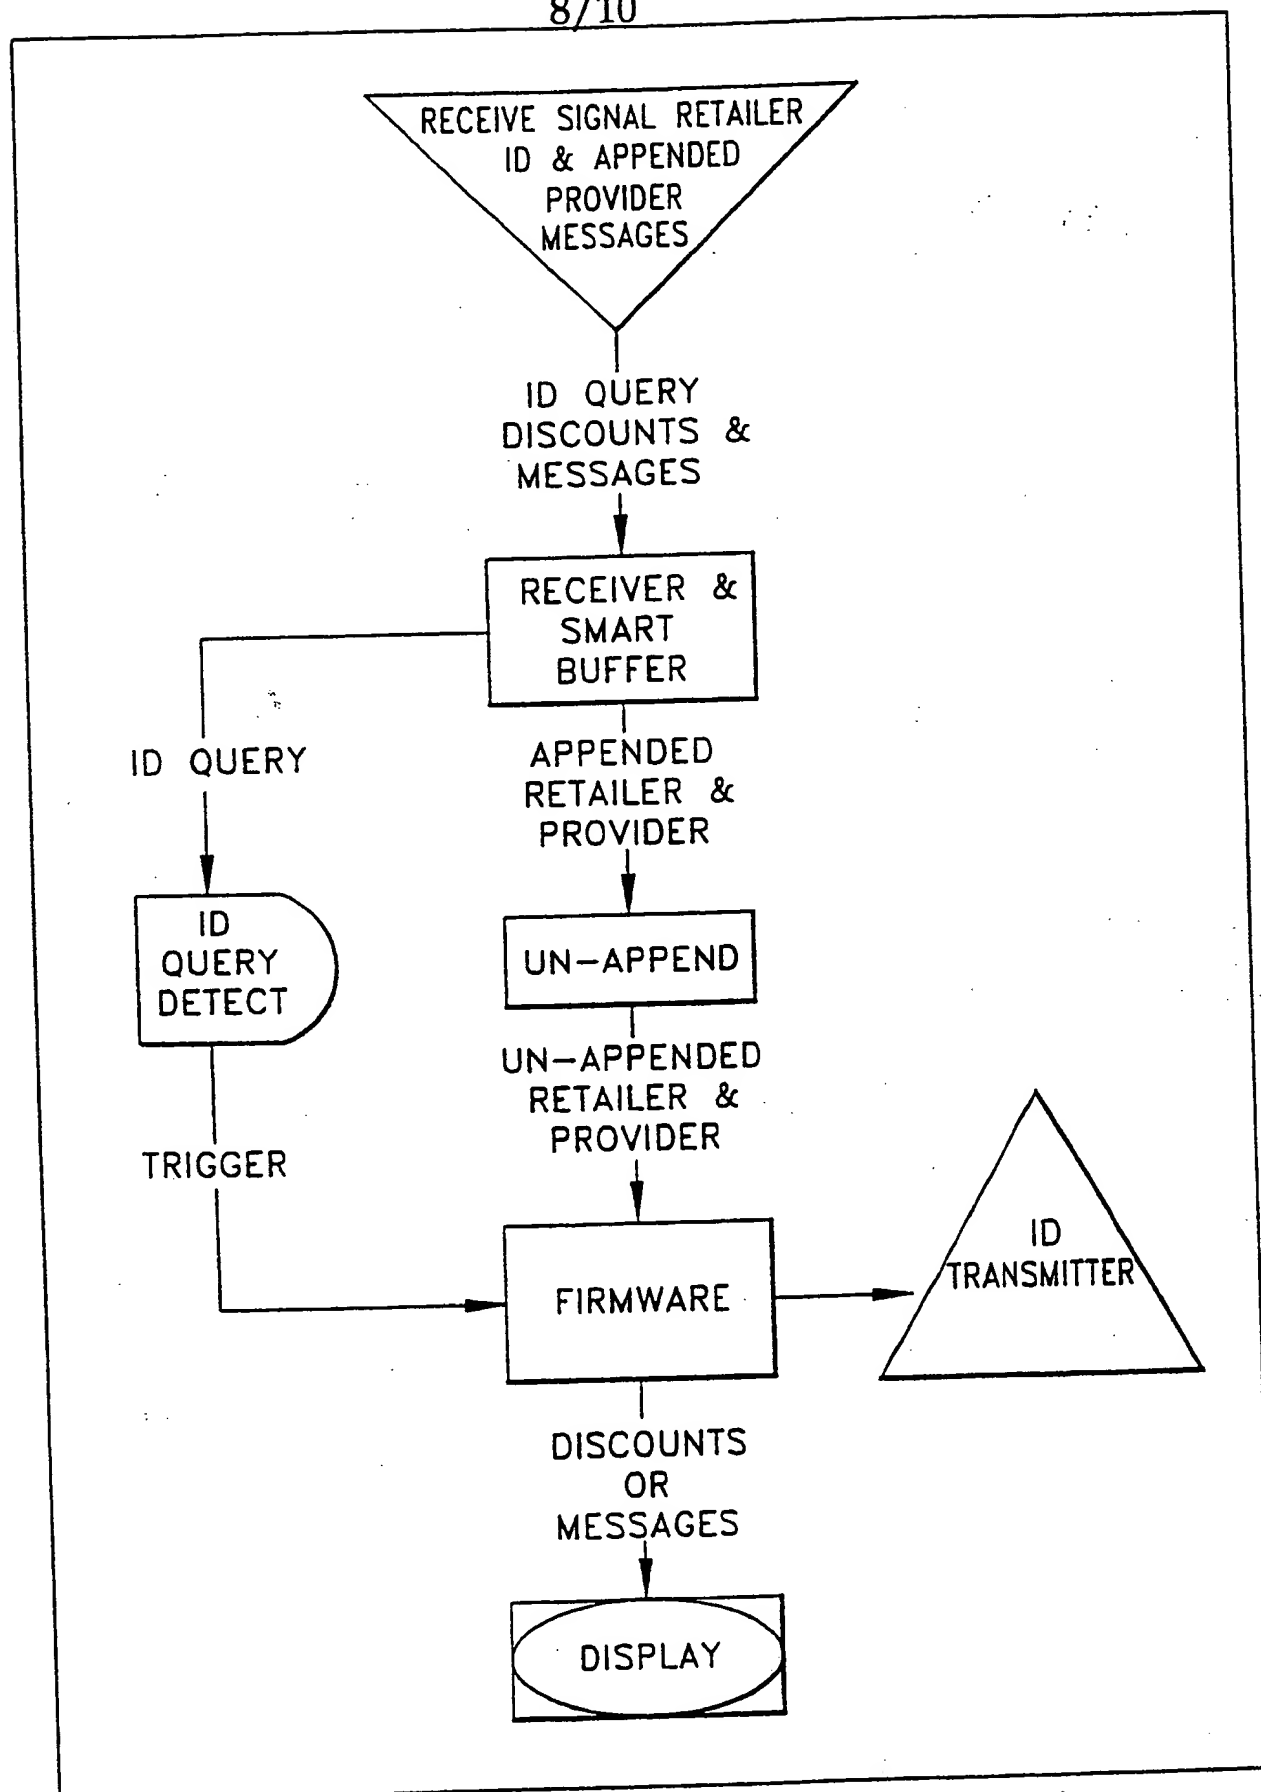 8/10
RECEIVE SIGNAL RETAILER
ID & APPENDED
PROVIDER
MESSAGES
ID QUERY
DISCOUNTS &
MESSAGES
RECEIVER &
SMART
BUFFER
ID QUERY
APPENDED
RETAILER &
PROVIDER
ID
QUERY
DETECT
UN-APPEND
UN-APPENDED
RETAILER &
PROVIDER
TRIGGER
ID
TRANSMITTER
FIRMWARE
DISCOUNTS
OR
MESSAGES
DISPLAY